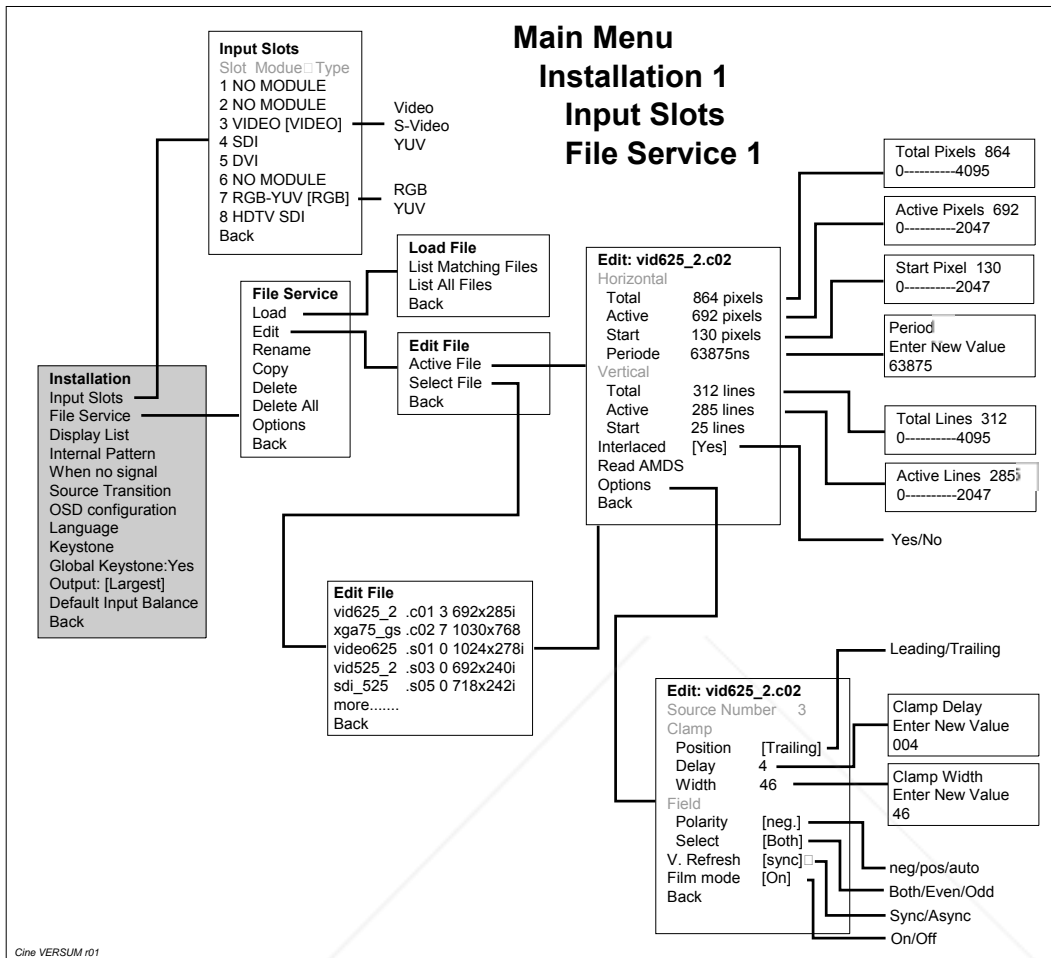 Main Menu
Installation 1
Input Slots
File Service 1
Input Slots
Slot Modue□Type
1 NO MODULE
2 NO MODULE
3 VIDEO [VIDEO]
4 SDI
5 DVI
6 NO MODULE
7 RGB-YUV [RGB]
8 HDTV SDI
Back
Video
S-Video
YUV
RGB
YUV
Load File
List Matching Files
List All Files
Back
File Service
Load
Edit
Rename
Copy
Delete
Delete All
Options
Back
Edit File
Active File
Select File
Back
Installation
Input Slots
File Service
Display List
Internal Pattern
When no signal
Source Transition
OSD configuration
Language
Keystone
Global Keystone:Yes
Output: [Largest]
Default Input Balance
Back
Edit: vid625_2.c02
Horizontal
Total 864 pixels
Active 692 pixels
Start 130 pixels
Periode 63875ns
Vertical
Total 312 lines
Active 285 lines
Start 25 lines
Interlaced [Yes]
Read AMDS
Options
Back
Total Pixels 864
0----------4095
Active Pixels 692
0----------2047
Start Pixel 130
0----------2047
Period
Enter New Value
63875
Total Lines 312
0----------4095
Active Lines 285
0----------2047
Yes/No
Edit File
vid625_2 .c01 3 692x285i
xga75_gs .c02 7 1030x768
video625 .s01 0 1024x278i
vid525_2 .s03 0 692x240i
sdi_525 .s05 0 718x242i
more.......
Back
Edit: vid625_2.c02
Source Number 3
Clamp
Position [Trailing]
Delay 4
Width 46
Field
Polarity [neg.]
Select [Both]
V. Refresh [sync]□
Film mode [On]
Back
Leading/Trailing
Clamp Delay
Enter New Value
004
Clamp Width
Enter New Value
46
neg/pos/auto
Both/Even/Odd
Sync/Async
On/Off
Cine VERSUM r01